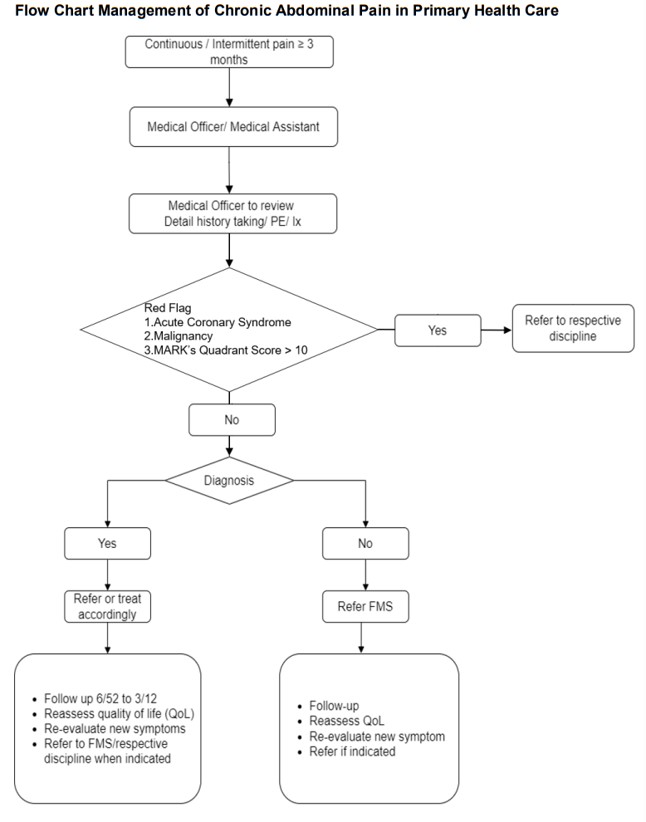 Flow Chart Management of Chronic Abdominal Pain in Primary Health Care
Continuous / Intermittent pain ≥ 3
months
Medical Officer/ Medical Assistant
Medical Officer to review
Detail history taking/ PE/ Ix
Red Flag
1.Acute Coronary Syndrome
2.Malignancy
3.MARK's Quadrant Score > 10
Yes
Refer to respective
discipline
No
Diagnosis
Yes
No
Refer or treat
accordingly
Refer FMS
• Follow up 6/52 to 3/12
• Reassess quality of life (QoL)
• Re-evaluate new symptoms
• Refer to FMS/respective
discipline when indicated
• Follow-up
• Reassess QoL
• Re-evaluate new symptom
• Refer if indicated